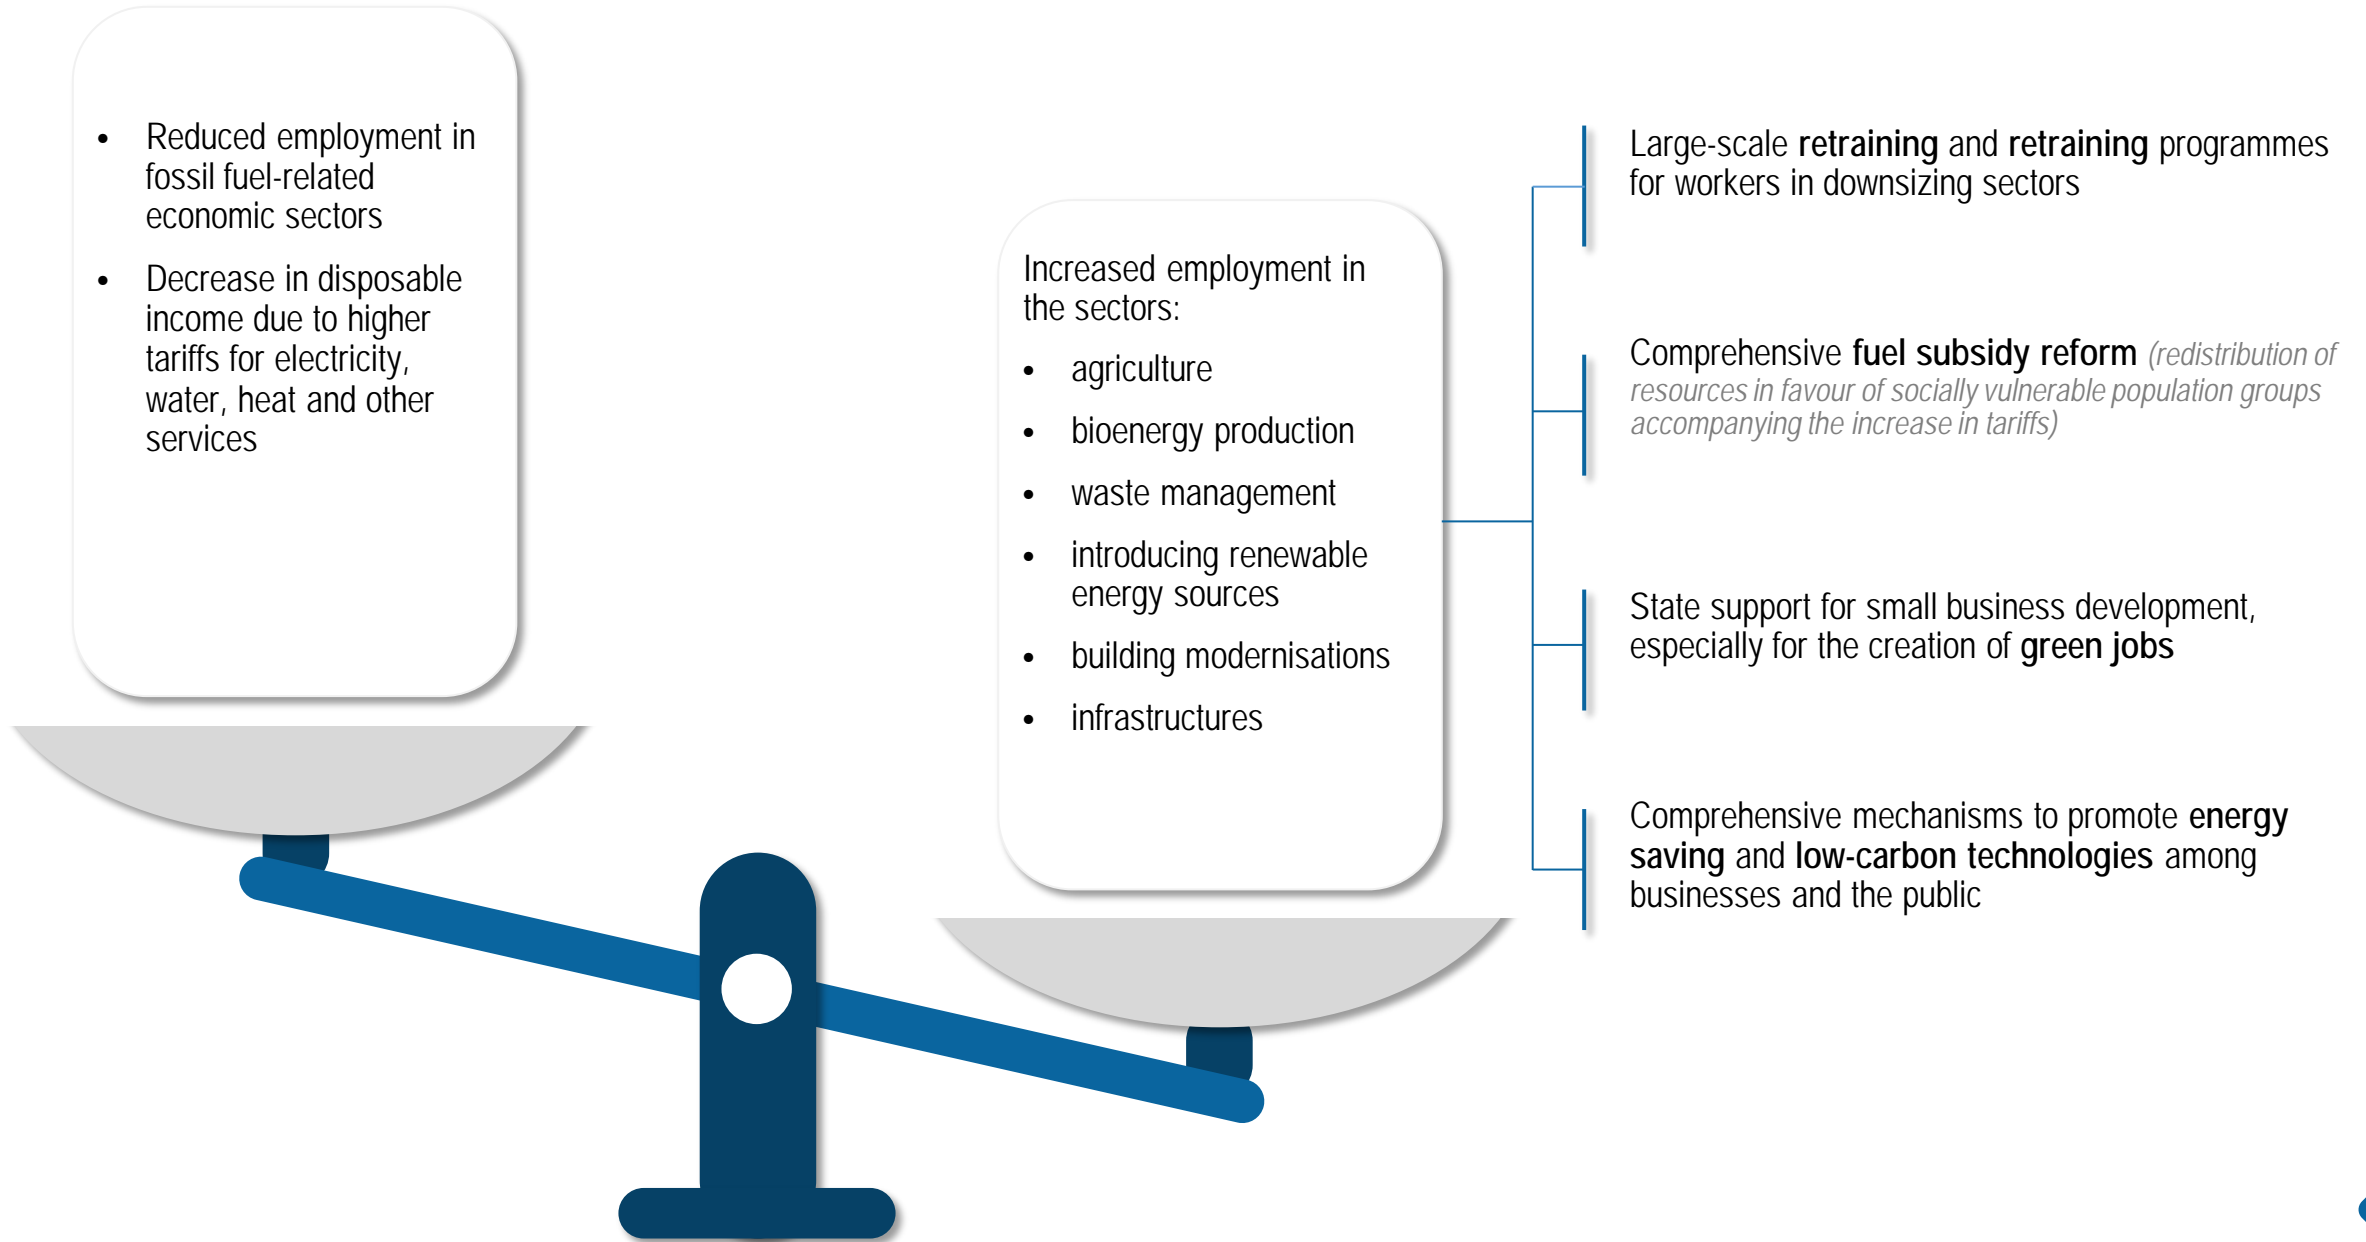 • Reduced employment in
fossil fuel-related
economic sectors
• Decrease in disposable
income due to higher
tariffs for electricity,
water, heat and other
services
Increased employment in
the sectors:
• agriculture
• bioenergy production
• waste management
• introducing renewable
energy sources
• building modernisations
• infrastructures
Large-scale retraining and retraining programmes
for workers in downsizing sectors
Comprehensive fuel subsidy reform (redistribution of
resources in favour of socially vulnerable population groups
accompanying the increase in tariffs)
State support for small business development,
especially for the creation of green jobs
Comprehensive mechanisms to promote energy
saving and low-carbon technologies among
businesses and the public